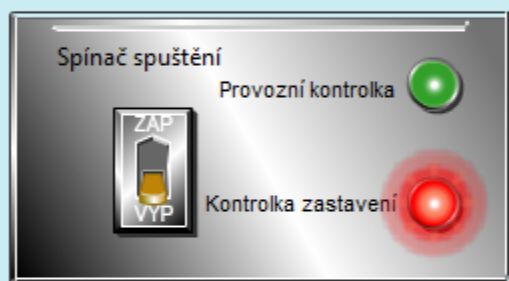 Spínač spuštění
Provozní kontrolka
ZAP
VYP
Kontrolka zastavení